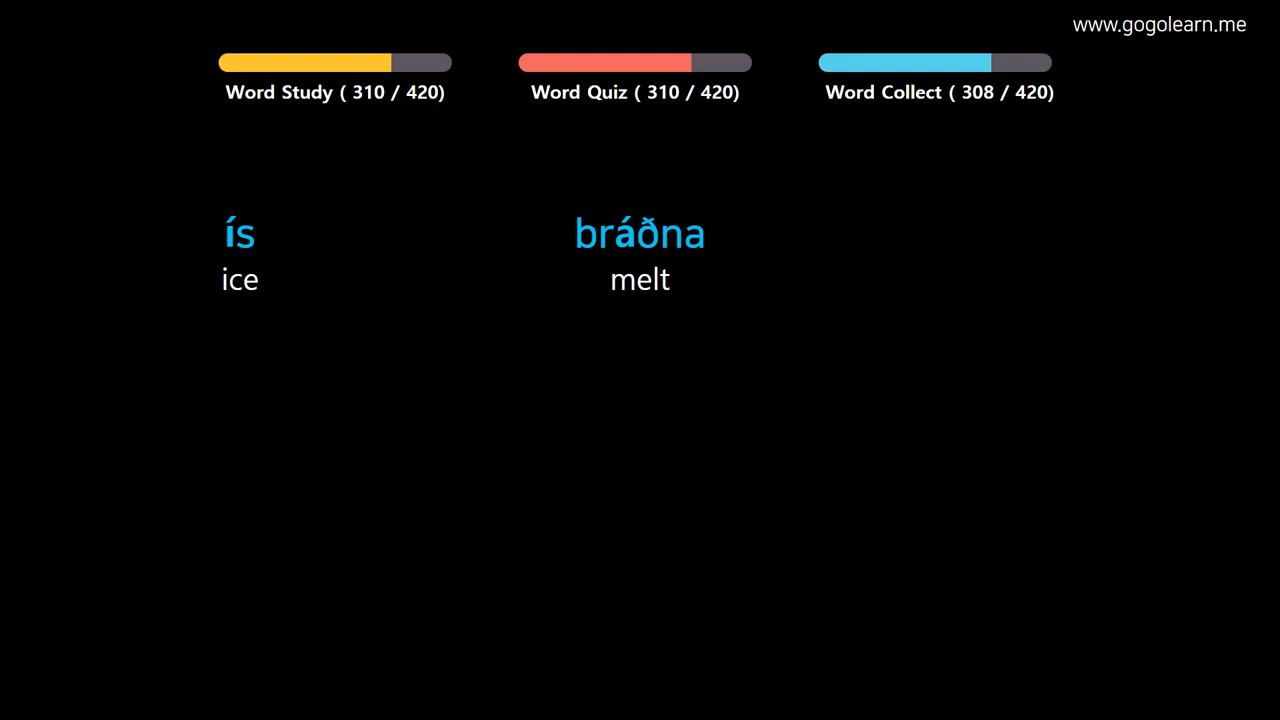 www.gogolearn.me
Word Study ( 310 / 420)
Word Quiz ( 310 / 420)
Word Collect ( 308 / 420)
ís
ice
bráðna
melt